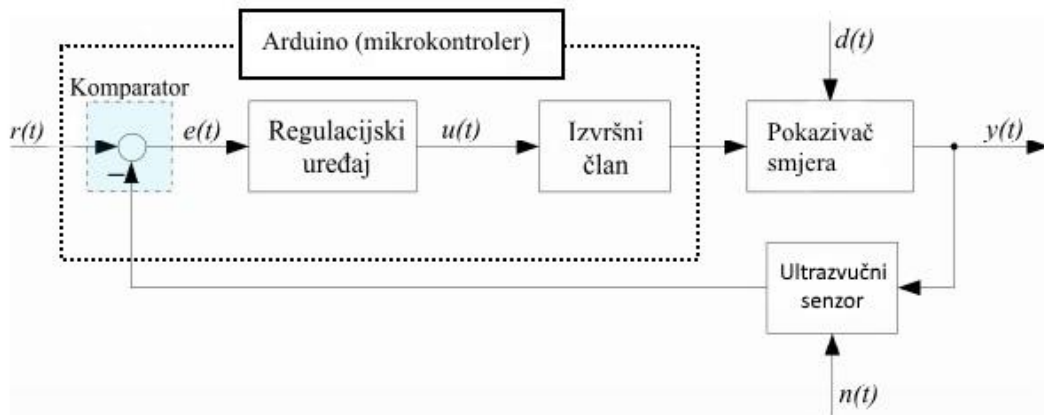 Arduino (mikrokontroler)
d(t)
Komparator
r(t)
e(t)
Regulacijski
uređaj
u(t)
Izvršni
član
Pokazivač
smjera
y(t)
–
Ultrazvučni
senzor
n(t)